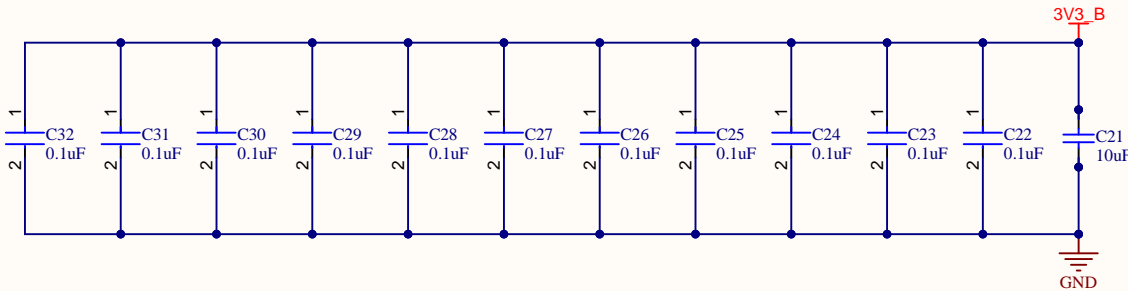 3V3_B
1 1 1 1 1 1 1 1 1 1 1
C32 C31 C30 C29 C28 C27 C26 C25 C24 C23 C22 C21
0.1uF 0.1uF 0.1uF 0.1uF 0.1uF 0.1uF 0.1uF 0.1uF 0.1uF 0.1uF 0.1uF 10uF
2 2 2 2 2 2 2 2 2 2 2
GND